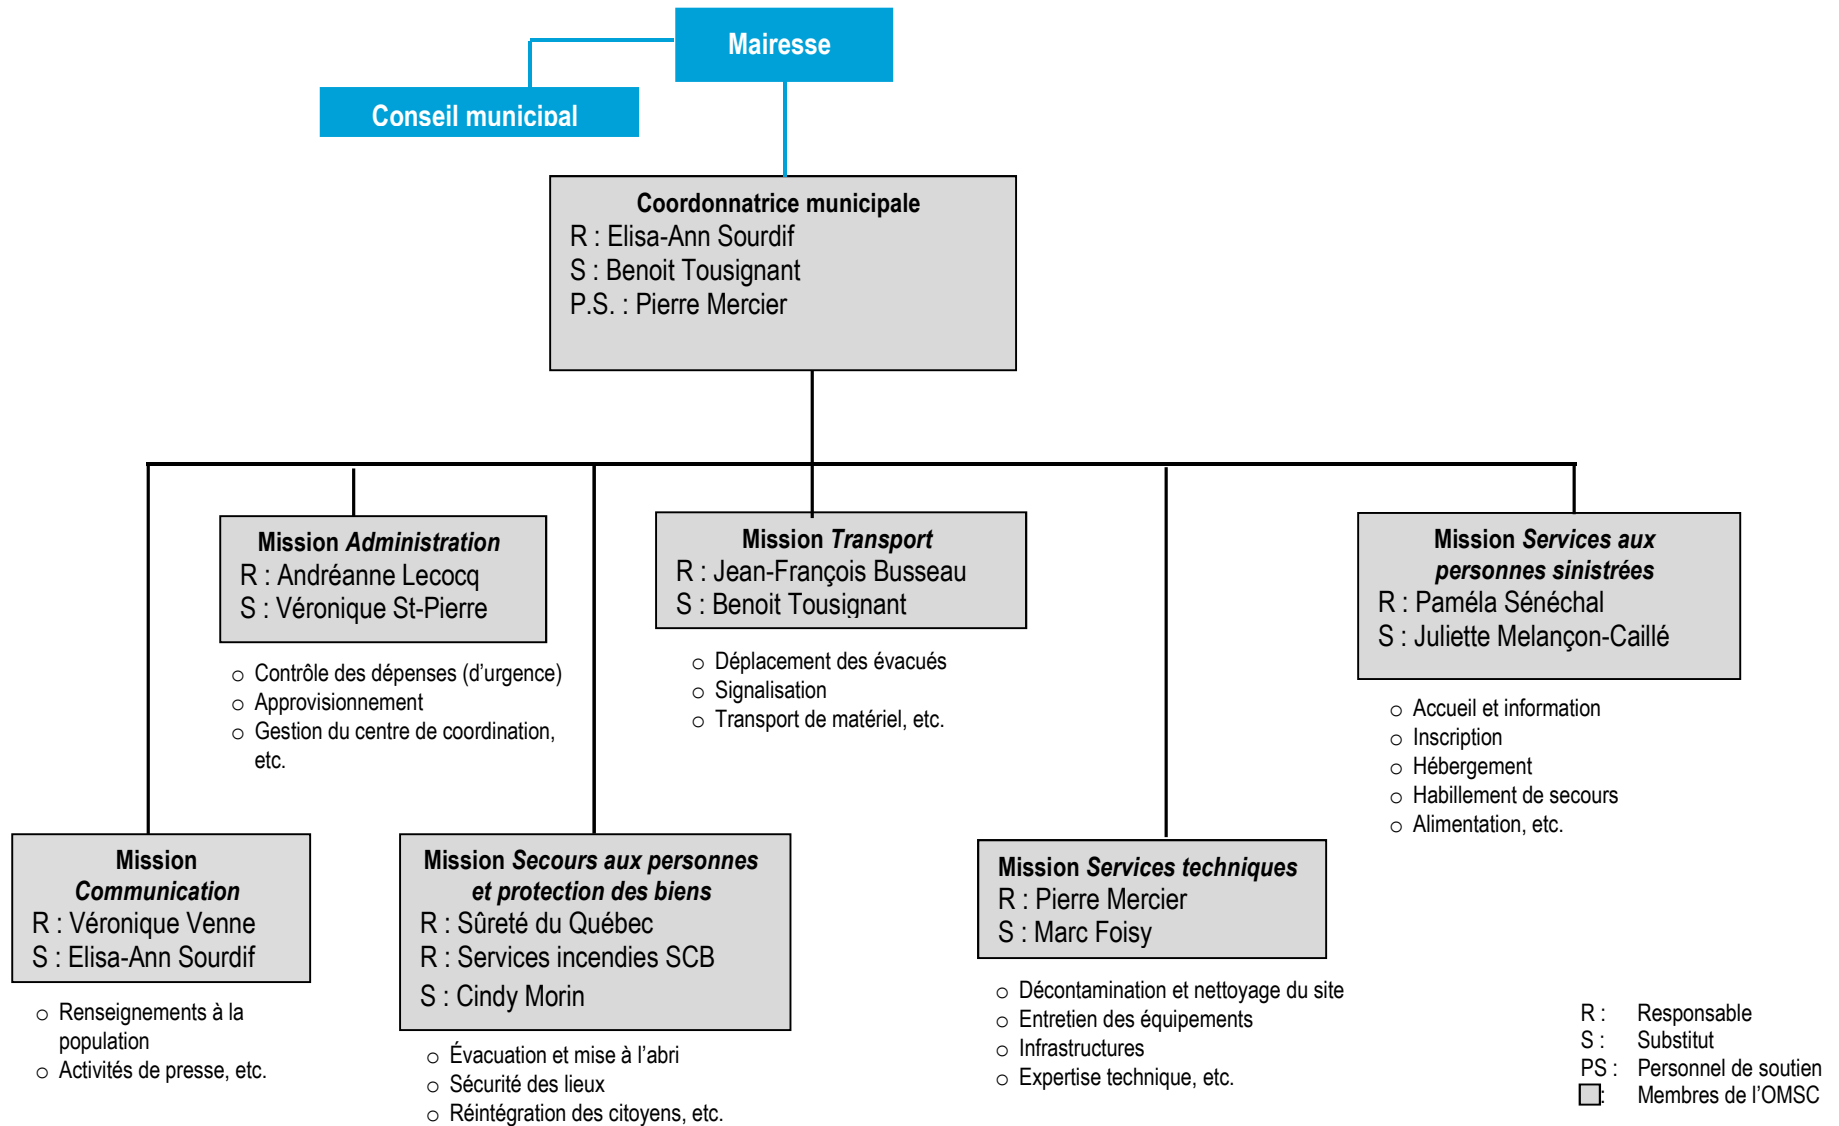 Mairesse
Conseil municipal
Coordonnatrice municipale
R : Elisa-Ann Sourdif
S : Benoit Tousignant
P.S. : Pierre Mercier
Mission Administration
R : Andréanne Lecocq
S : Véronique St-Pierre
○ Contrôle des dépenses (d’urgence)
○ Approvisionnement
○ Gestion du centre de coordination,
etc.
Mission Transport
R : Jean-François Busseau
S : Benoit Tousignant
○ Déplacement des évacués
○ Signalisation
○ Transport de matériel, etc.
Mission Services aux
personnes sinistrées
R : Paméla Sénéchal
S : Juliette Melançon-Caillé
○ Accueil et information
○ Inscription
○ Hébergement
○ Habillement de secours
○ Alimentation, etc.
Mission
Communication
R : Véronique Venne
S : Elisa-Ann Sourdif
○ Renseignements à la
population
○ Activités de presse, etc.
Mission Secours aux personnes
et protection des biens
R : Sûreté du Québec
R : Services incendies SCB
S : Cindy Morin
○ Évacuation et mise à l’abri
○ Sécurité des lieux
○ Réintégration des citoyens, etc.
Mission Services techniques
R : Pierre Mercier
S : Marc Foisy
○ Décontamination et nettoyage du site
○ Entretien des équipements
○ Infrastructures
○ Expertise technique, etc.
R : Responsable
S : Substitut
PS : Personnel de soutien
: Membres de l’OMSC